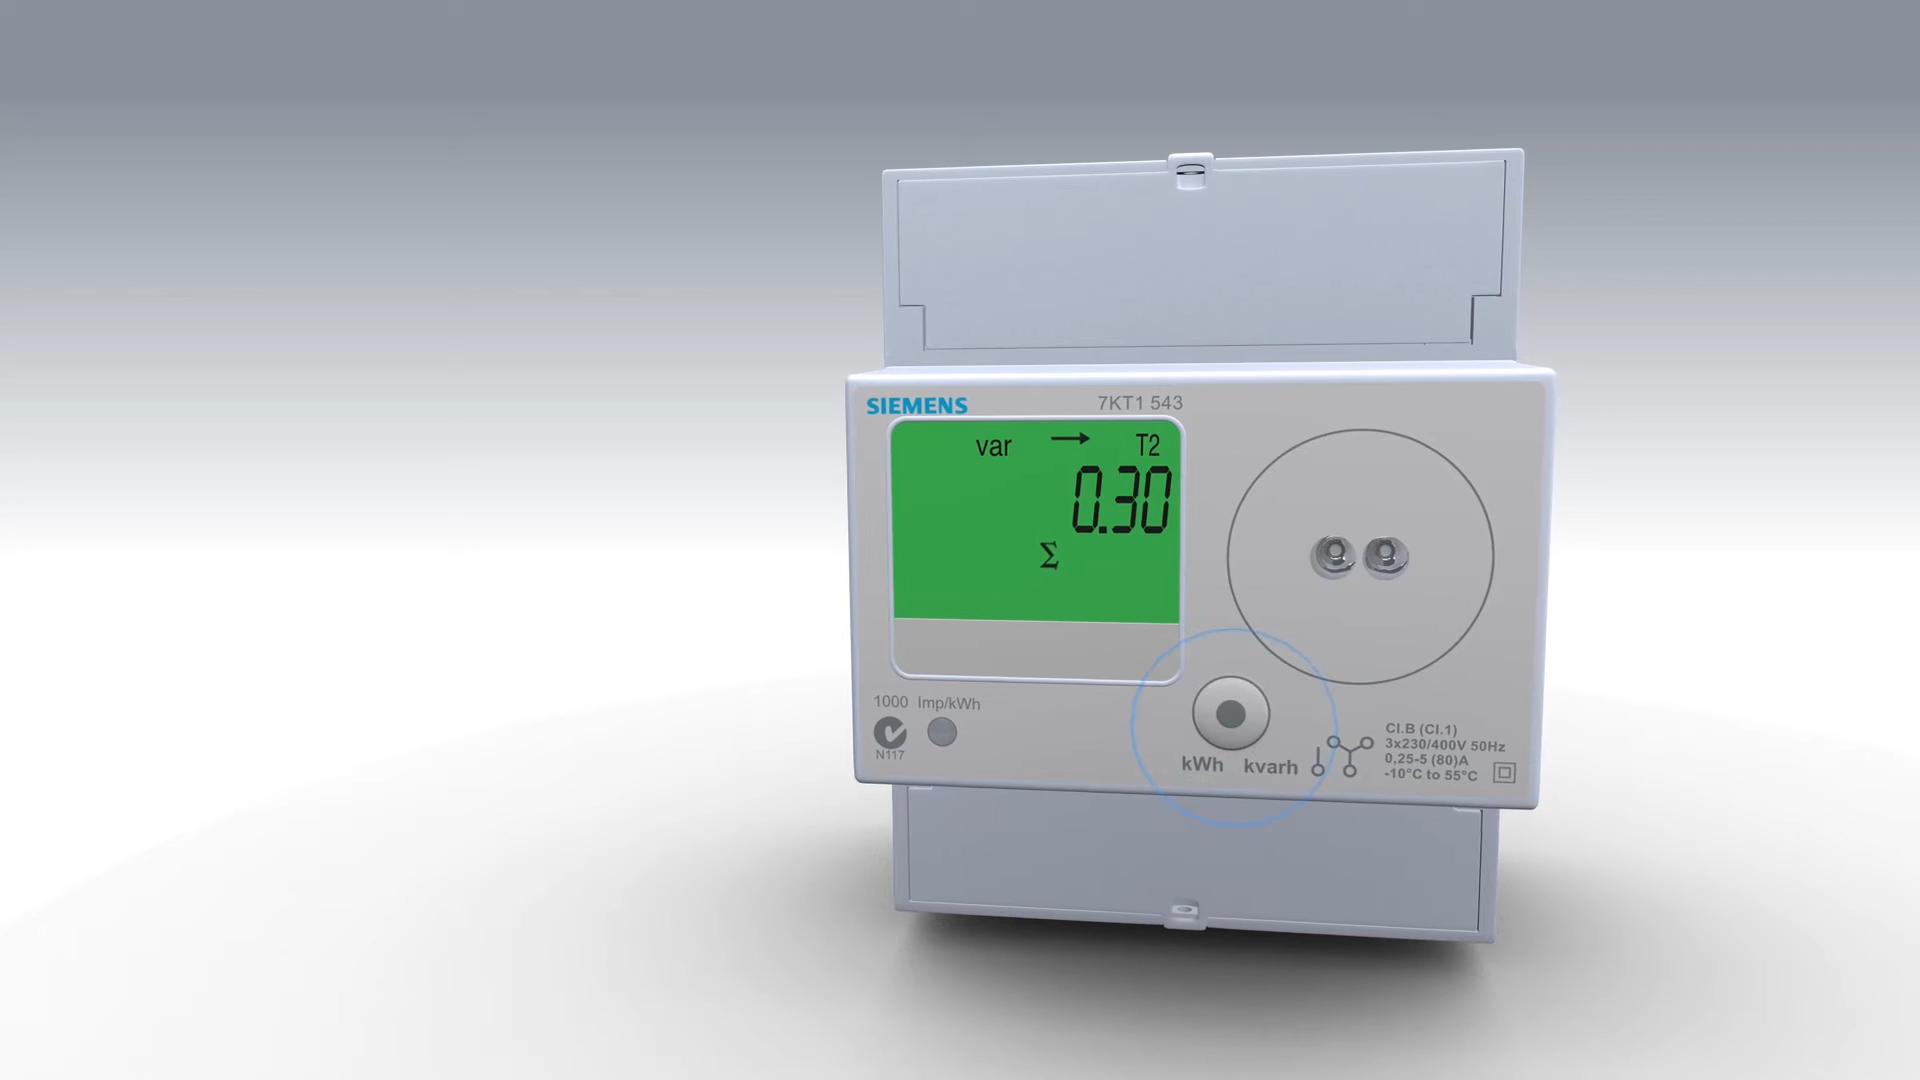 SIEMENS
7KT1 543
var → T2
0.30
Σ
1000 Imp/kWh
N117
kWh kvarh
Cl.B (Cl.1)
3x230/400V 50Hz
0,25-5 (80)A
-10°C to 55°C